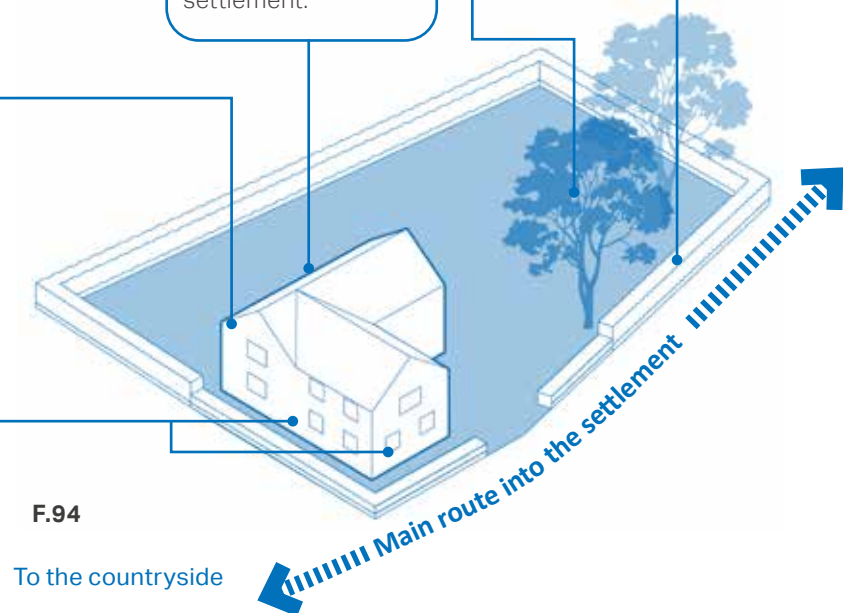 settlement.
Main route into the settlement
F.94
To the countryside